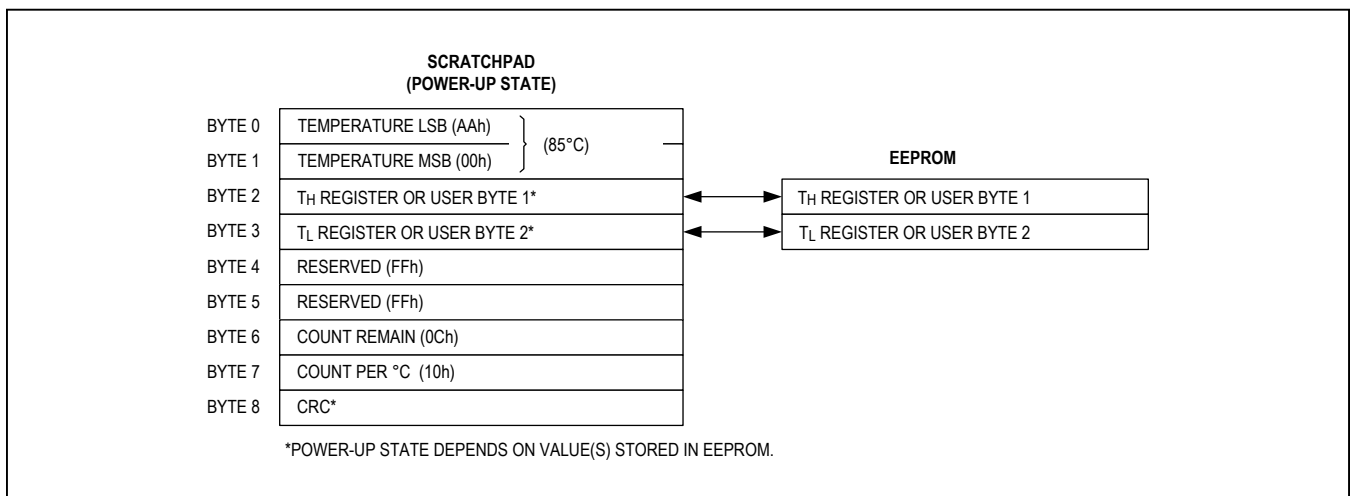 SCRATCHPAD
(POWER-UP STATE)
BYTE 0 TEMPERATURE LSB (AAh)
(85°C)
BYTE 1 TEMPERATURE MSB (00h)
EEPROM
BYTE 2 TH REGISTER OR USER BYTE 1* TH REGISTER OR USER BYTE 1
BYTE 3 TL REGISTER OR USER BYTE 2* TL REGISTER OR USER BYTE 2
BYTE 4 RESERVED (FFh)
BYTE 5 RESERVED (FFh)
BYTE 6 COUNT REMAIN (0Ch)
BYTE 7 COUNT PER °C (10h)
BYTE 8 CRC*
*POWER-UP STATE DEPENDS ON VALUE(S) STORED IN EEPROM.